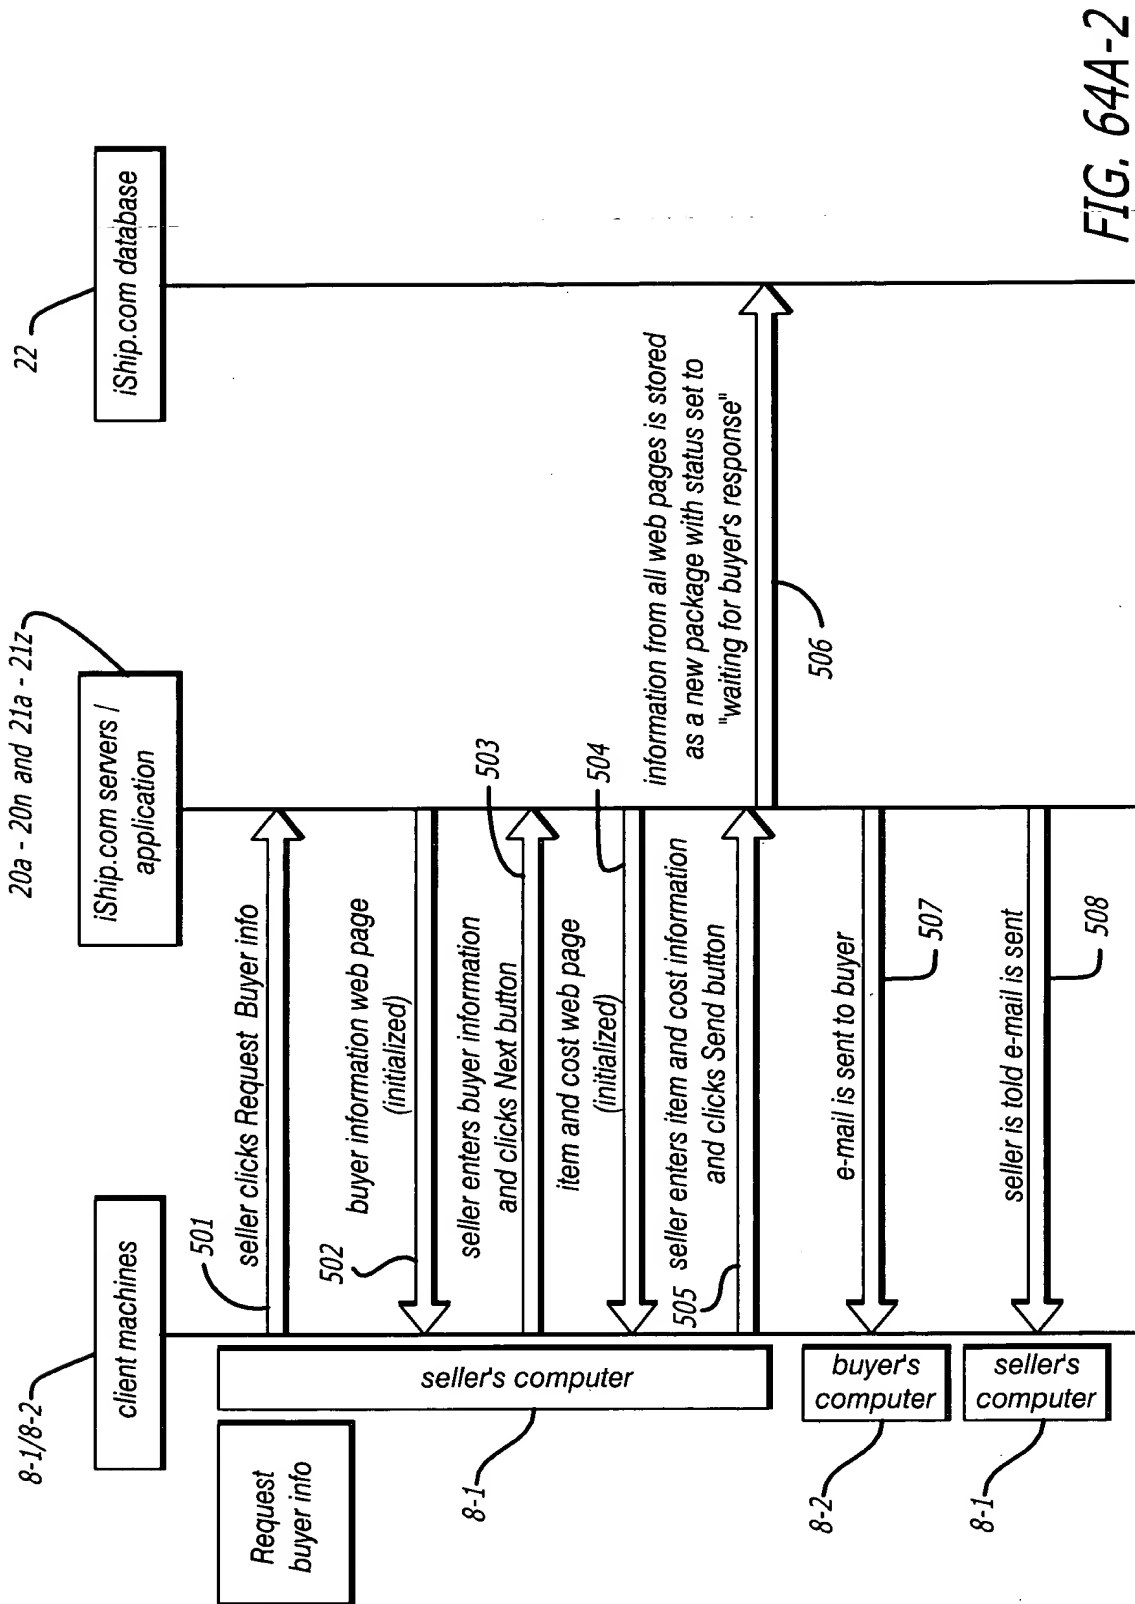 8-1/8-2
client machines
20a - 20n and 21a - 21z
iShip.com servers /
application
22
iShip.com database
Request
buyer info
8-1
seller's computer
501
seller clicks Request Buyer info
502
buyer information web page
(initialized)
503
seller enters buyer information
and clicks Next button
504
item and cost web page
(initialized)
505
seller enters item and cost information
and clicks Send button
information from all web pages is stored
as a new package with status set to
"waiting for buyer's response"
506
8-2
buyer's
computer
e-mail is sent to buyer
507
8-1
seller's
computer
seller is told e-mail is sent
508
FIG. 64A-2